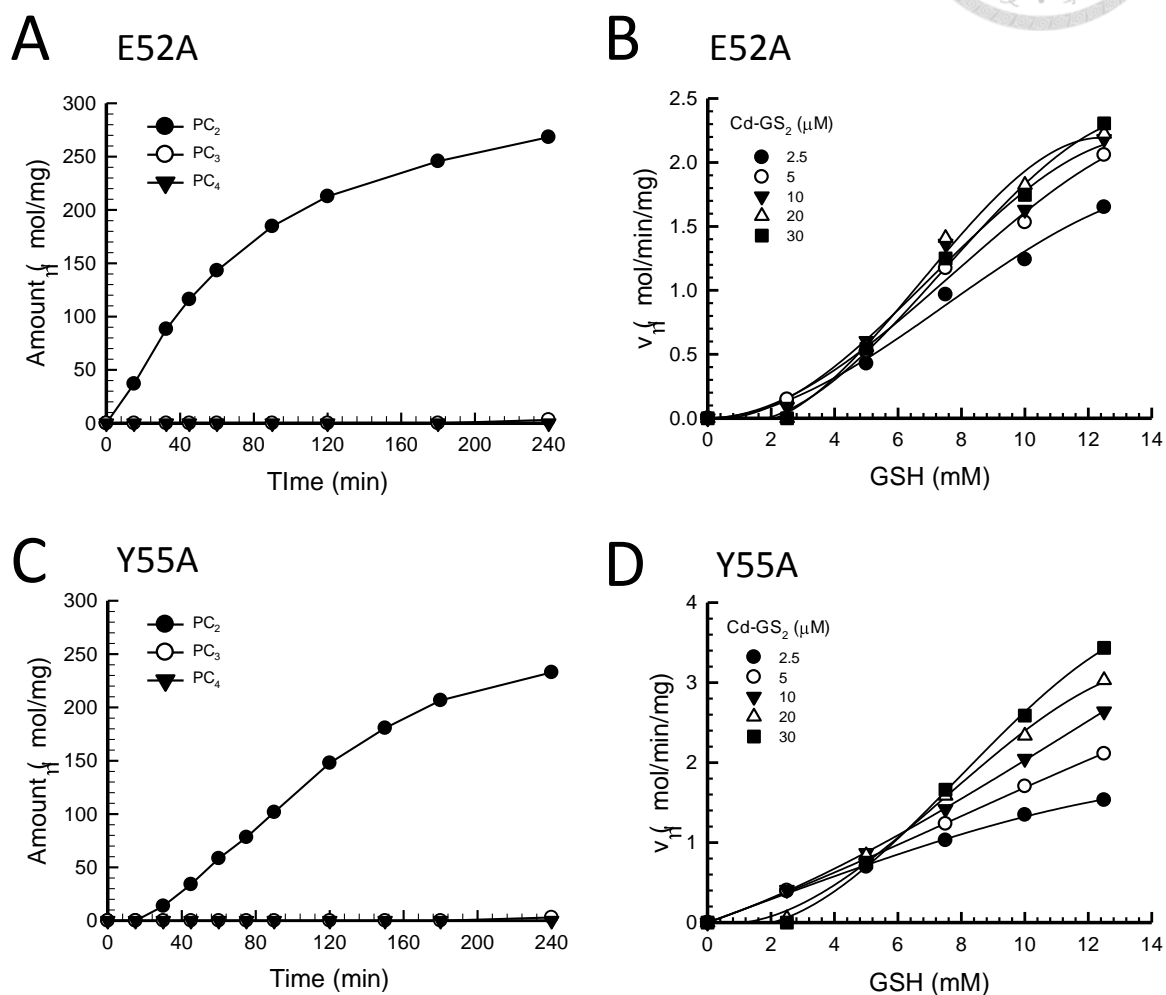 A E52A
300
250
200
150
100
50
0
Amount ( mol/mg)
PC2
PC3
PC4
0 40 80 120 160 200 240
TIme (min)
B E52A
2.5
2.0
1.5
1.0
0.5
0.0
v ( mol/min/mg)
Cd-GS2 (μM)
2.5
5
10
20
30
0 2 4 6 8 10 12 14
GSH (mM)
C Y55A
300
250
200
150
100
50
0
Amount ( mol/mg)
PC2
PC3
PC4
0 40 80 120 160 200 240
Time (min)
D Y55A
4
3
2
1
0
v ( mol/min/mg)
Cd-GS2 (μM)
2.5
5
10
20
30
0 2 4 6 8 10 12 14
GSH (mM)